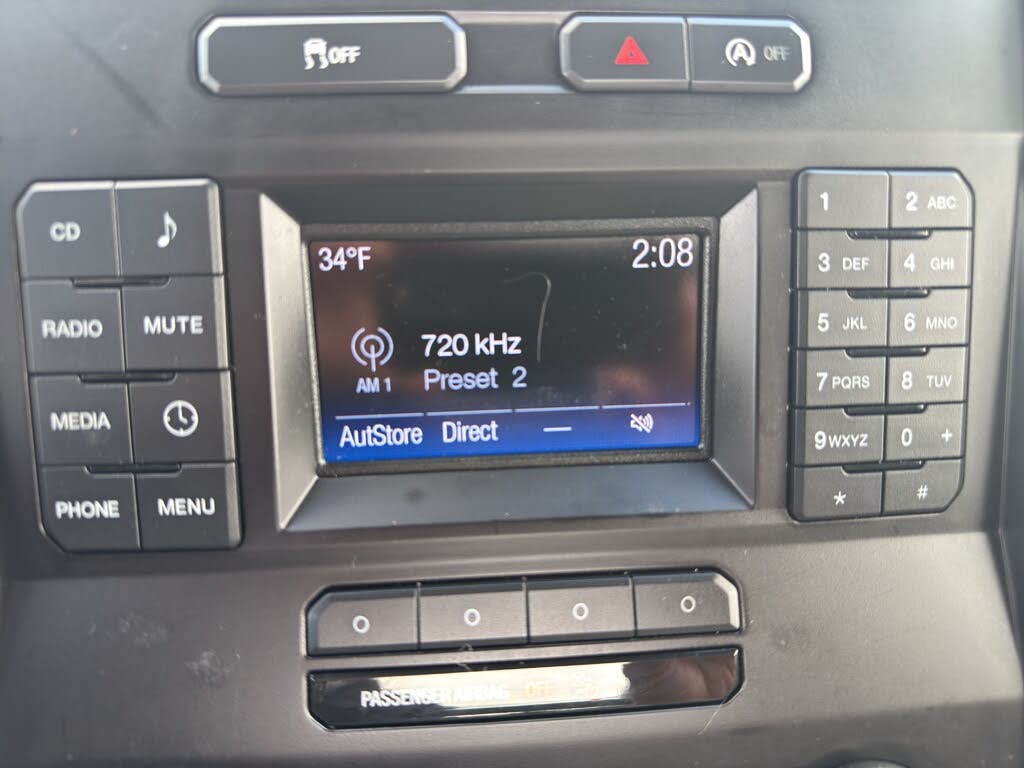 OFF
A OFF
CD
RADIO
MUTE
MEDIA
PHONE
MENU
34°F
2:08
720 kHz
AM 1
Preset 2
AutStore Direct
1
2 ABC
3 DEF
4 GHI
5 JKL
6 MNO
7 PQRS
8 TUV
9 WXYZ
0 +
*
#
PASSENGER AIRBAG OFF